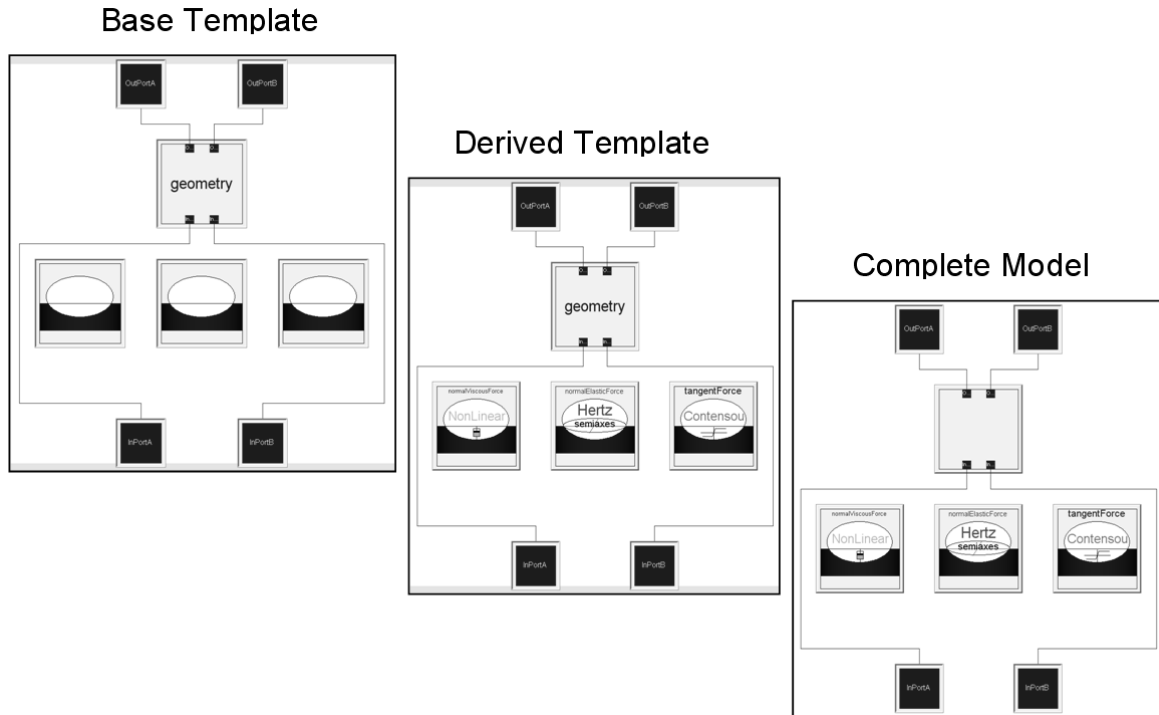 Base Template
OutPortA
OutPortB
geometry
InPortA
InPortB
Derived Template
OutPortA
OutPortB
geometry
normalViscousForce
NonLinear
normalElasticForce
Hertz
semiaxes
tangentForce
Contensou
InPortA
InPortB
Complete Model
OutPortA
OutPortB
normalViscousForce
NonLinear
normalElasticForce
Hertz
semiaxes
tangentForce
Contensou
InPortA
InPortB